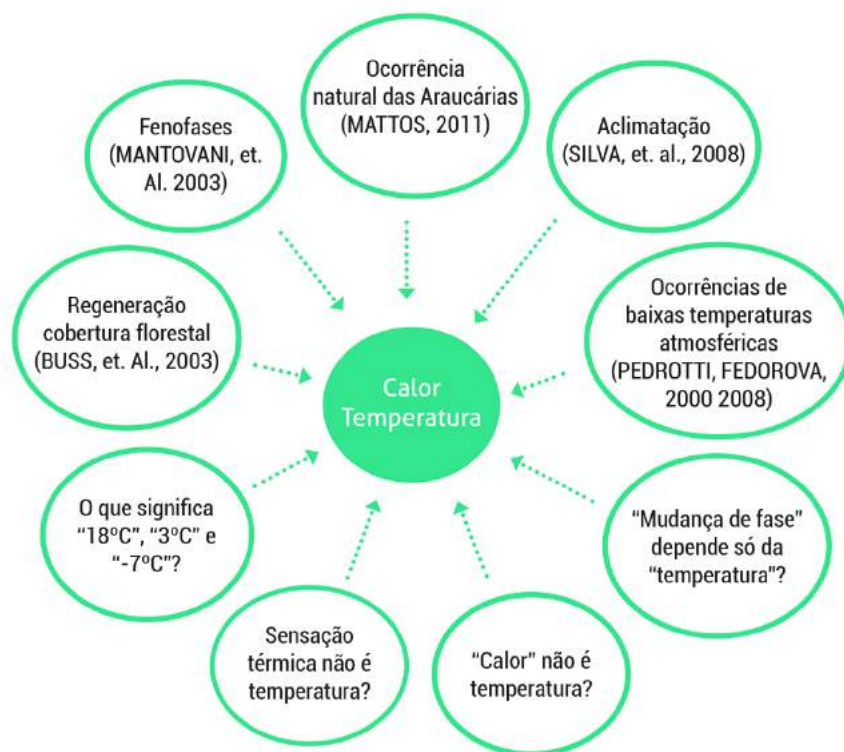 Ocorrência
natural das Araucárias
(MATTOS, 2011)
Fenofases
(MANTOVANI, et.
Al. 2003)
Aclimatação
(SILVA, et. al., 2008)
Regeneração
cobertura florestal
(BUSS, et. Al., 2003)
Ocorrências de
baixas temperaturas
atmosféricas
(PEDROTTI, FEDOROVA,
2000 2008)
Calor
Temperatura
O que significa
“18ºC”, “3ºC” e
“-7ºC”?
“Mudança de fase”
depende só da
“temperatura”?
Sensação
térmica não é
temperatura?
“Calor” não é
temperatura?